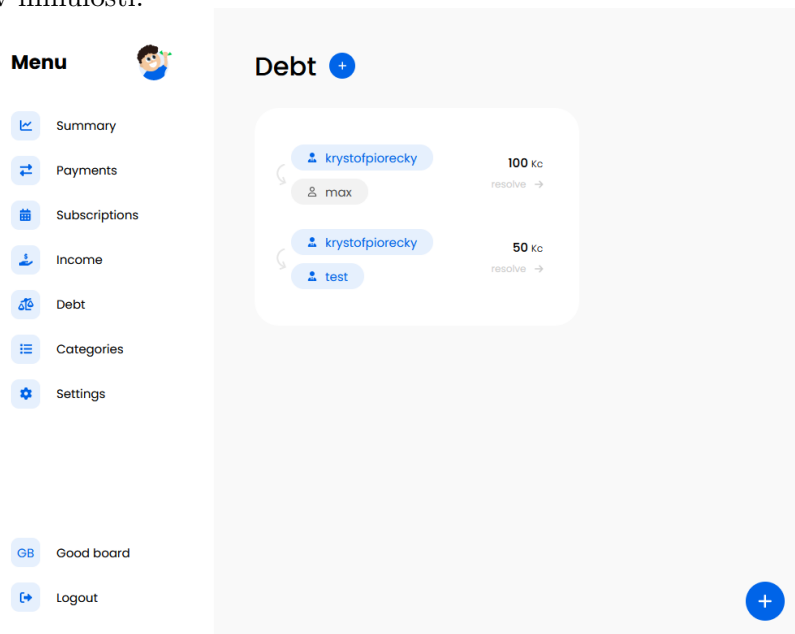 minulosti.
Menu
Summary
Payments
Subscriptions
Income
Debt
Categories
Settings
GB Good board
Logout
Debt +
krystofpiorecky
max
100 Kc
resolve →
krystofpiorecky
test
50 Kc
resolve →
+